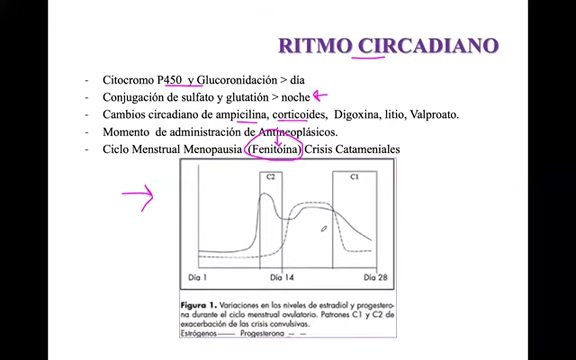 RITMO CIRCADIANO
- Citocromo P450 y Glucoronidación > día
- Conjugación de sulfato y glutatión > noche
- Cambios circadiano de ampicilina, corticoides, Digoxina, litio, Valproato.
- Momento de administración de Antineoplásicos.
- Ciclo Menstrual Menopausia (Fenitoína) Crisis Catameniales
C2 C1
Día 1 Día 14 Día 28
Figura 1. Variaciones en los niveles de estradiol y progestero-
na durante el ciclo menstrual ovulatorio. Patrones C1 y C2 de
exacerbación de las crisis convulsivas.
Estrógenos —— Progesterona — —